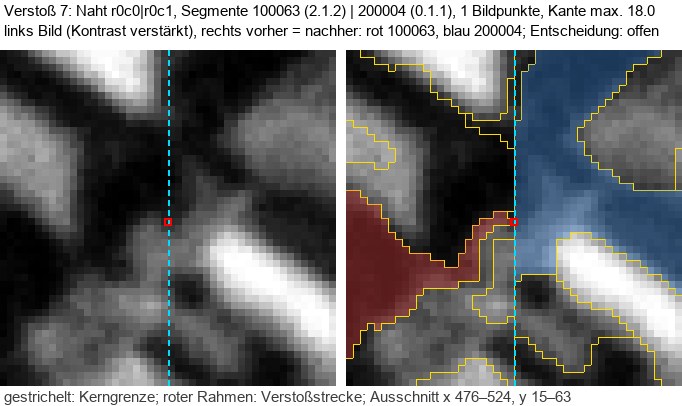 Verstoß 7: Naht r0c0|r0c1, Segmente 100063 (2.1.2) | 200004 (0.1.1), 1 Bildpunkte, Kante max. 18.0
links Bild (Kontrast verstärkt), rechts vorher = nachher: rot 100063, blau 200004; Entscheidung: offen
gestrichelt: Kerngrenze; roter Rahmen: Verstoßstrecke; Ausschnitt x 476–524, y 15–63